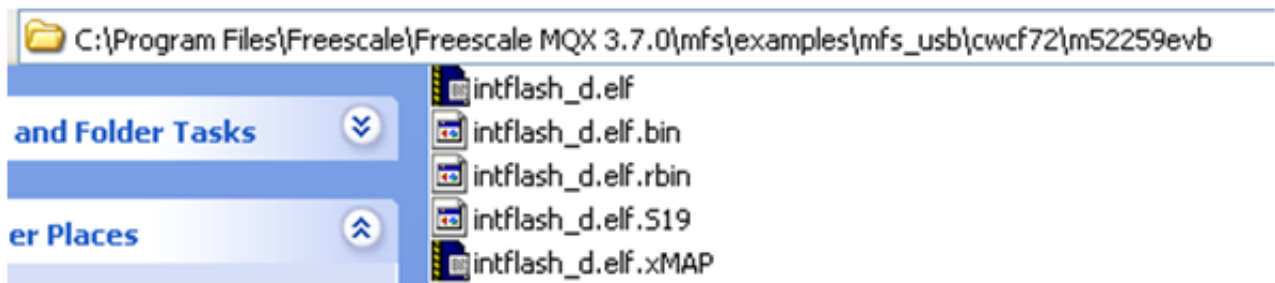 C:\Program Files\Freescale\Freescale MQX 3.7.0\mfs\examples\mfs_usb\cwcf72\m52259evb
intflash_d.elf
and Folder Tasks
intflash_d.elf.bin
intflash_d.elf.rbin
intflash_d.elf.S19
er Places
intflash_d.elf.xMAP